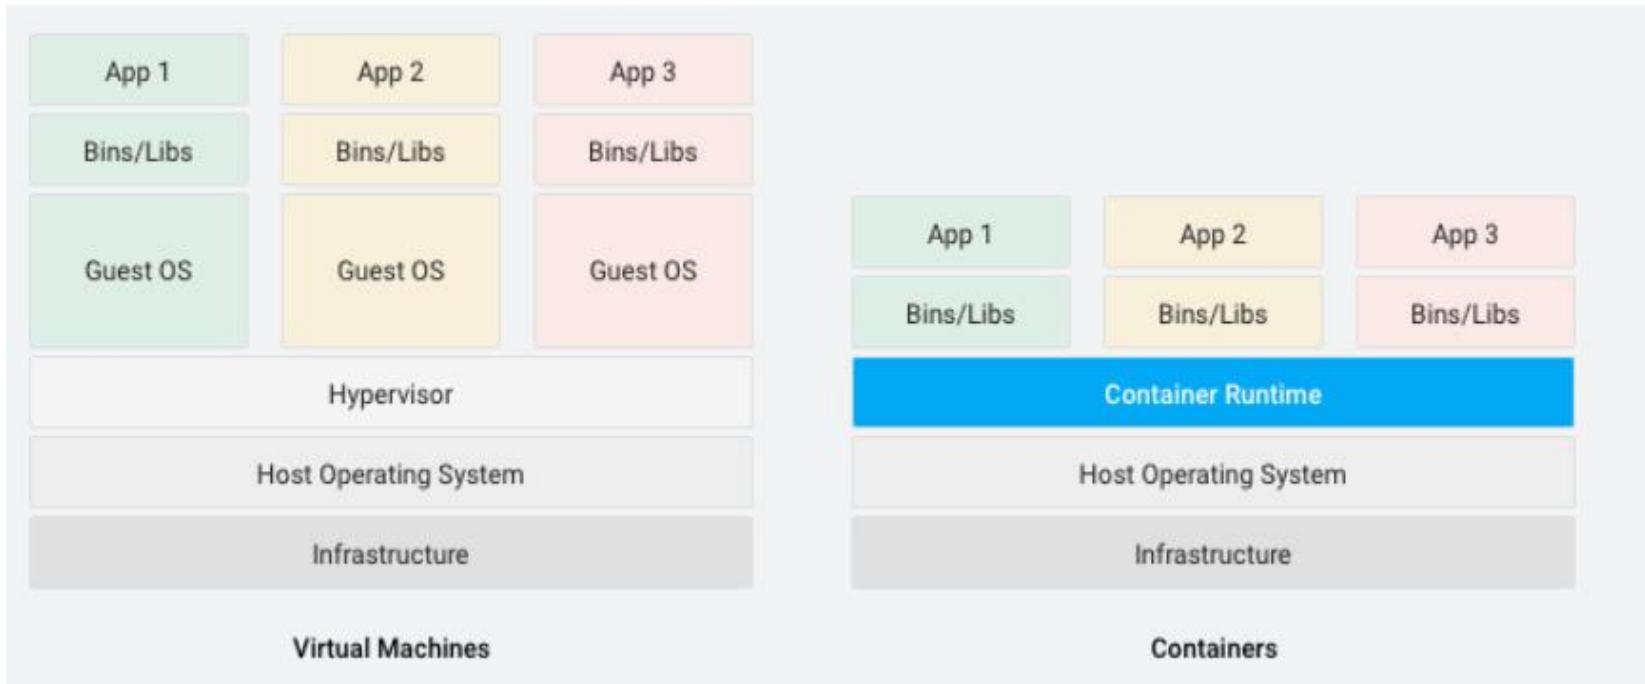 App 1
App 2
App 3
Bins/Libs
Bins/Libs
Bins/Libs
Guest OS
Guest OS
Guest OS
Hypervisor
Host Operating System
Infrastructure
Virtual Machines
App 1
App 2
App 3
Bins/Libs
Bins/Libs
Bins/Libs
Container Runtime
Host Operating System
Infrastructure
Containers